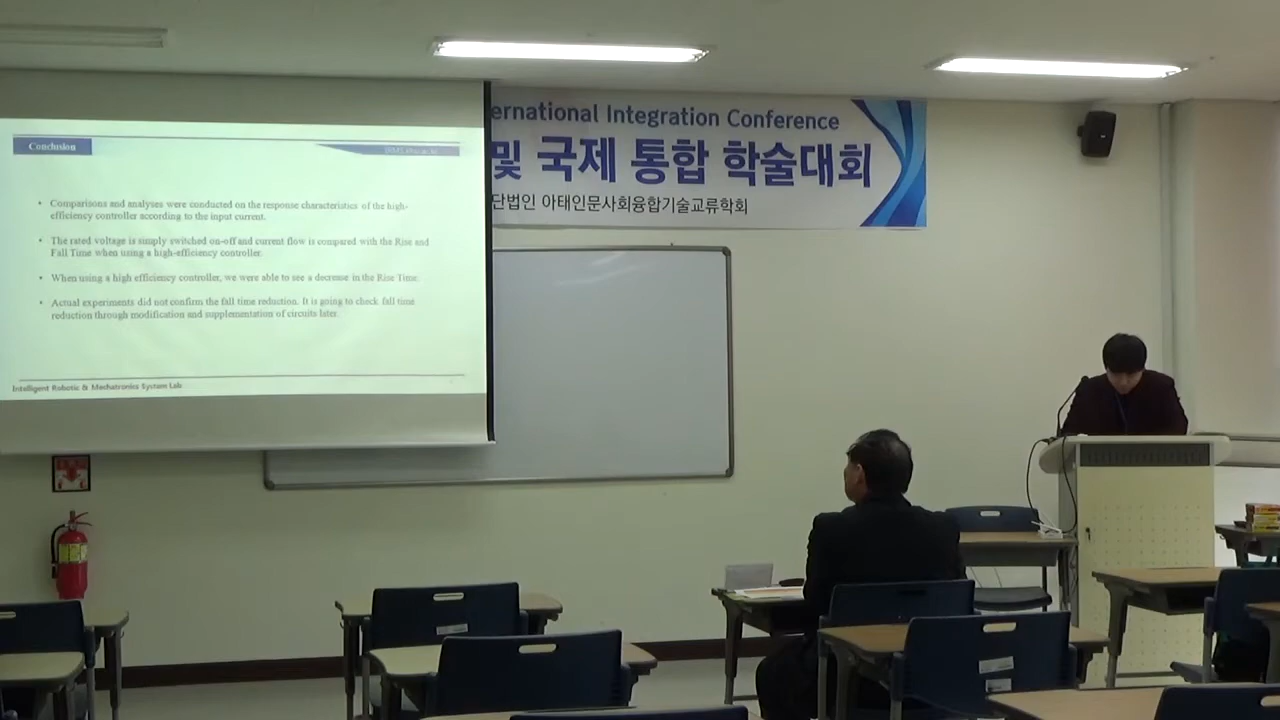 Conclusion
• Comparisons and analyses were conducted on the response characteristics of the high-
efficiency controller according to the input current.
• The rated voltage is simply switched on-off and current flow is compared with the Rise and
Fall Time when using a high-efficiency controller.
• When using a high efficiency controller, we were able to see a decrease in the Rise Time.
• Actual experiments did not confirm the fall time reduction. It is going to check fall time
reduction through modification and supplementation of circuits later.
Intelligent Robotic & Mechatronics System Lab
ernational Integration Conference
및 국제 통합 학술대회
단법인 아태인문사회융합기술교류학회